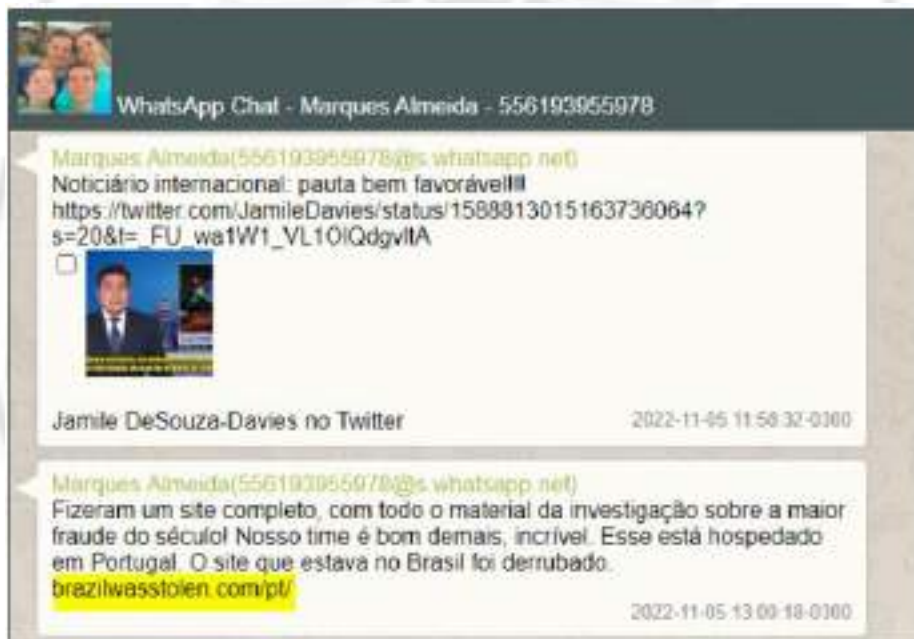 WhatsApp Chat - Marques Almeida - 556193955978
Marques Almeida(556193955978@s.whatsapp.net)
Noticiário internacional: pauta bem favorável!!!!
https://twitter.com/JamileDavies/status/1588813015163736064?
Jamile DeSouza-Davies no Twitter
2022-11-05 11:58:32-0300
Marques Almeida(556193955978@s.whatsapp.net)
Fizeram um site completo, com todo o material da investigação sobre a maior
fraude do século! Nosso time é bom demais, incrível. Esse está hospedado
em Portugal. O site que estava no Brasil foi derrubado.
brazilwasstolen.com/pt/
2022-11-05 13:00:18-0300